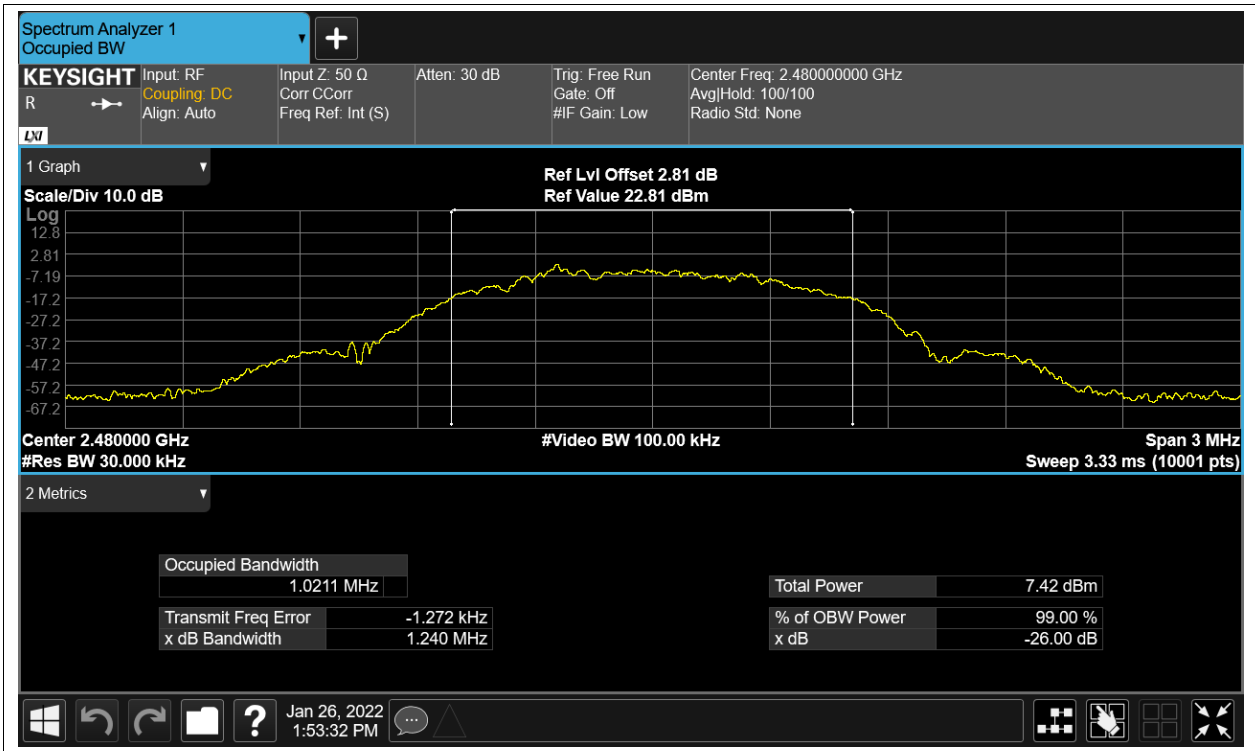 Spectrum Analyzer 1
Occupied BW
KEYSIGHT
R
LXI
Input: RF
Coupling: DC
Align: Auto
Input Z: 50 Ω
Corr CCorr
Freq Ref: Int (S)
Atten: 30 dB
Trig: Free Run
Gate: Off
#IF Gain: Low
Center Freq: 2.480000000 GHz
Avg|Hold: 100/100
Radio Std: None
1 Graph
Scale/Div 10.0 dB
Ref Lvl Offset 2.81 dB
Ref Value 22.81 dBm
Log
12.8
2.81
-7.19
-17.2
-27.2
-37.2
-47.2
-57.2
-67.2
Center 2.480000 GHz
#Res BW 30.000 kHz
#Video BW 100.00 kHz
Span 3 MHz
Sweep 3.33 ms (10001 pts)
2 Metrics
Occupied Bandwidth
1.0211 MHz
Transmit Freq Error -1.272 kHz
x dB Bandwidth 1.240 MHz
Total Power 7.42 dBm
% of OBW Power 99.00 %
x dB -26.00 dB
?
Jan 26, 2022
1:53:32 PM